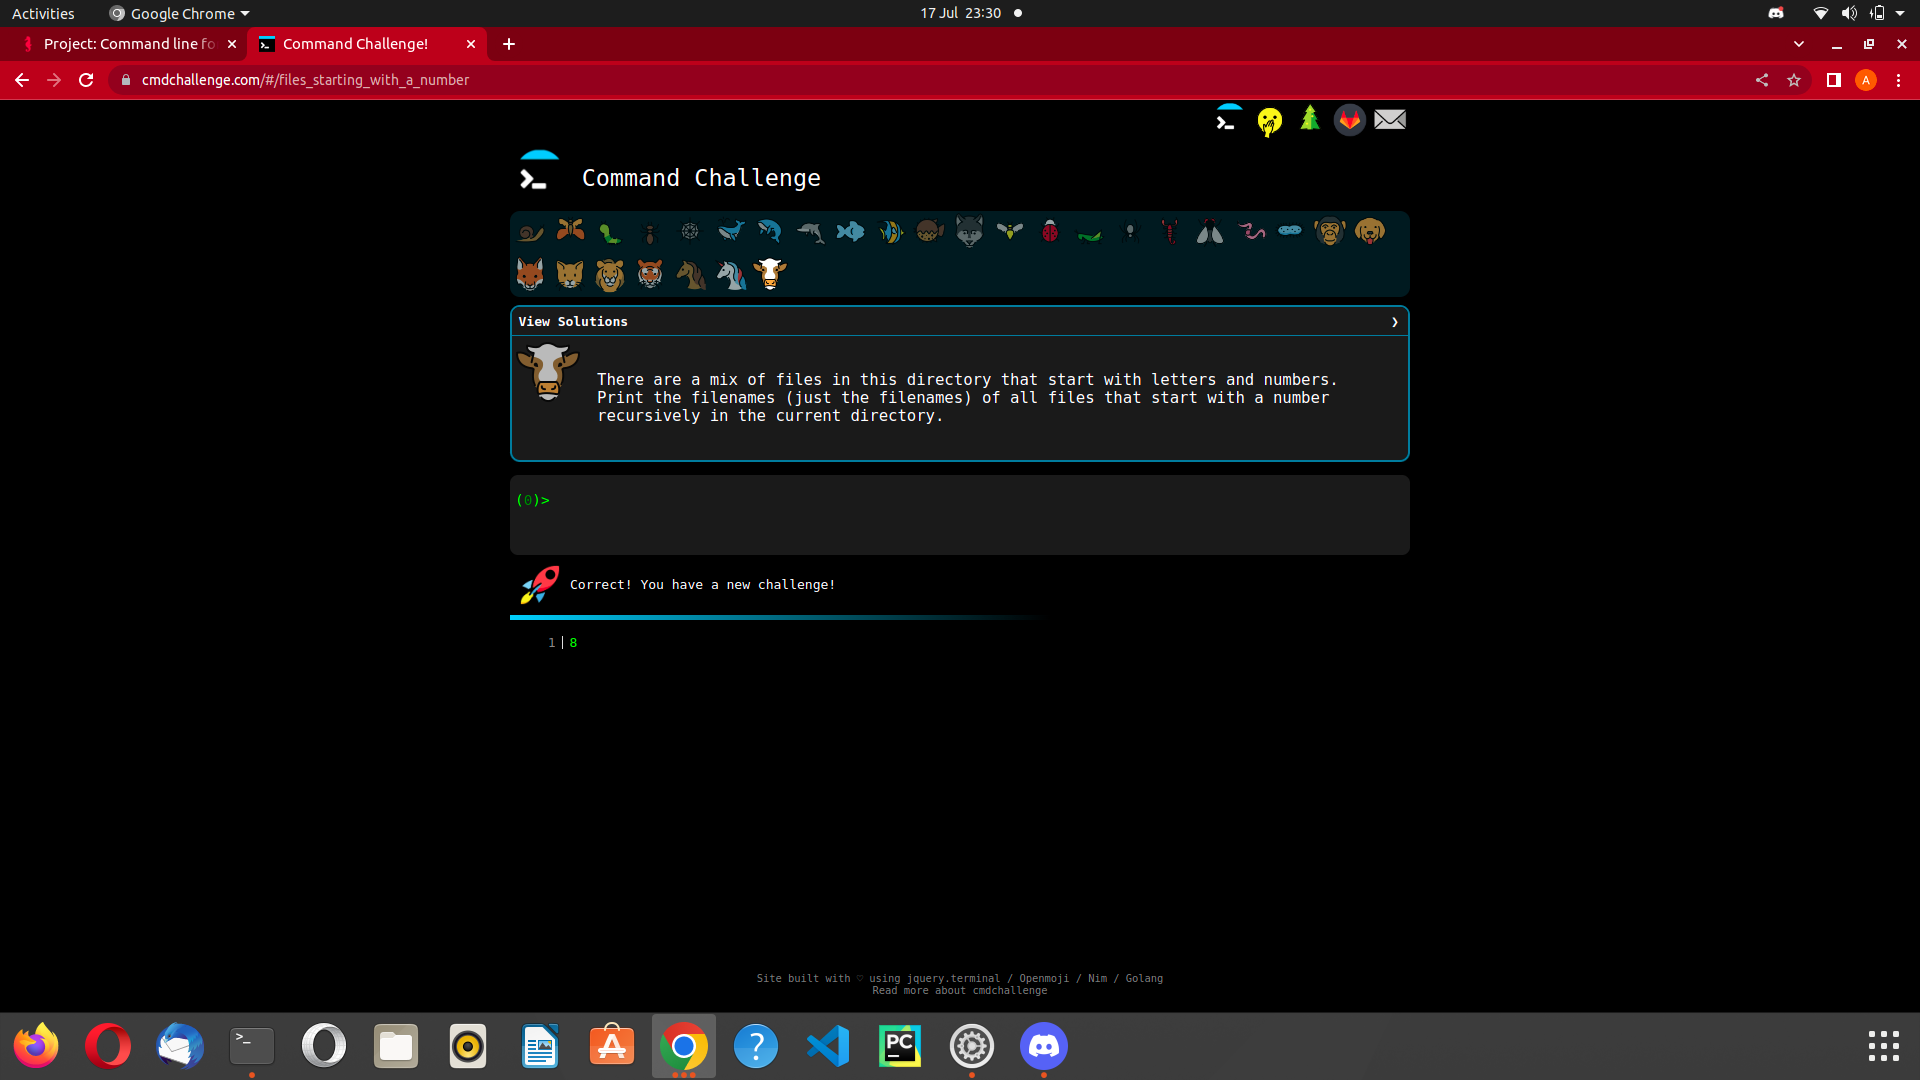 Activities
Google Chrome
17 Jul 23:30
Project: Command line fo
Command Challenge!
cmdchallenge.com/#/files_starting_with_a_number
A
Command Challenge
View Solutions
There are a mix of files in this directory that start with letters and numbers.
Print the filenames (just the filenames) of all files that start with a number
recursively in the current directory.
(0)>
Correct! You have a new challenge!
1 8
Site built with ♡ using jquery.terminal / Openmoji / Nim / Golang
Read more about cmdchallenge
>_
?
PC